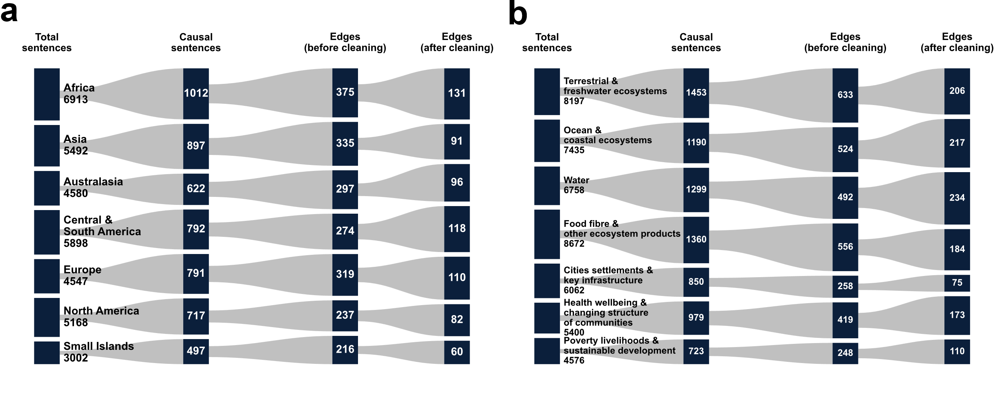 a
Total
sentences
Causal
sentences
Edges
(before cleaning)
Edges
(after cleaning)
Africa
6913
1012
375
131
Asia
5492
897
335
91
Australasia
4580
622
297
96
Central &
South America
5898
792
274
118
Europe
4547
791
319
110
North America
5168
717
237
82
Small Islands
3002
497
216
60
b
Total
sentences
Causal
sentences
Edges
(before cleaning)
Edges
(after cleaning)
Terrestrial &
freshwater ecosystems
8197
1453
633
206
Ocean &
coastal ecosystems
7435
1190
524
217
Water
6758
1299
492
234
Food fibre &
other ecosystem products
8672
1360
556
184
Cities settlements &
key infrastructure
6062
850
258
75
Health wellbeing &
changing structure
of communities
5400
979
419
173
Poverty livelihoods &
sustainable development
4576
723
248
110